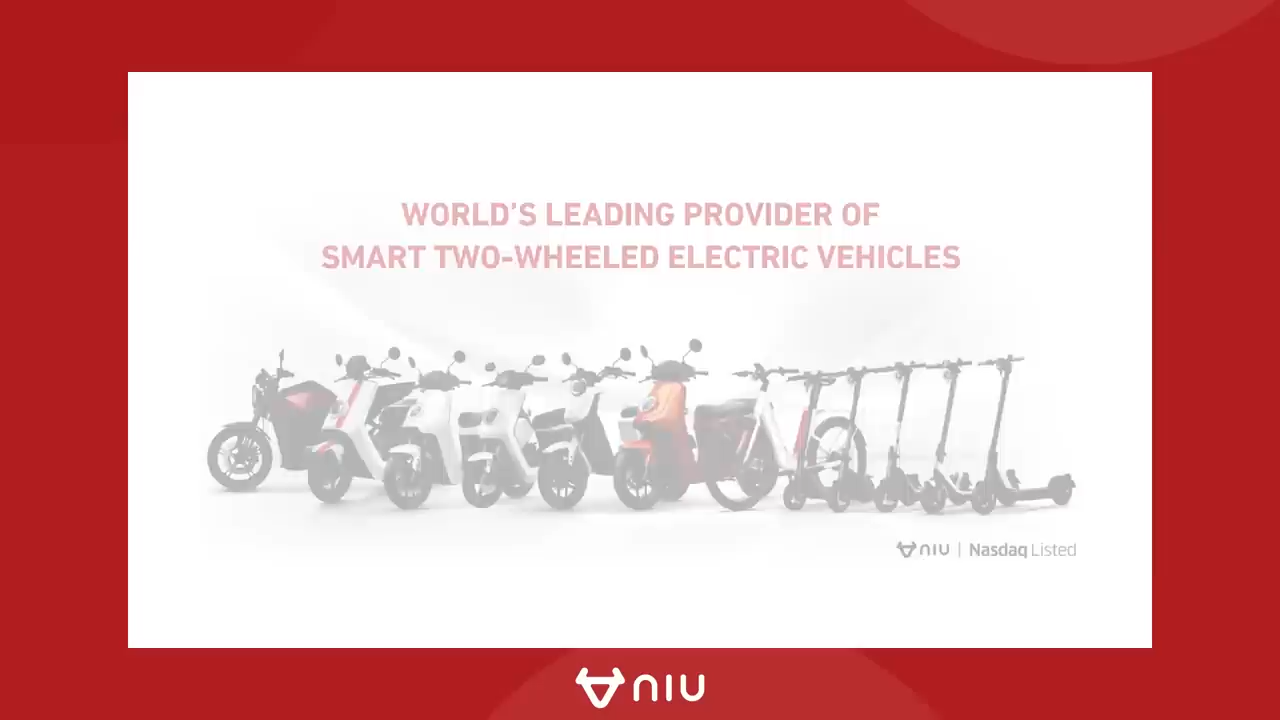 WORLD'S LEADING PROVIDER OF
SMART TWO-WHEELED ELECTRIC VEHICLES
NIU | Nasdaq Listed
NIU